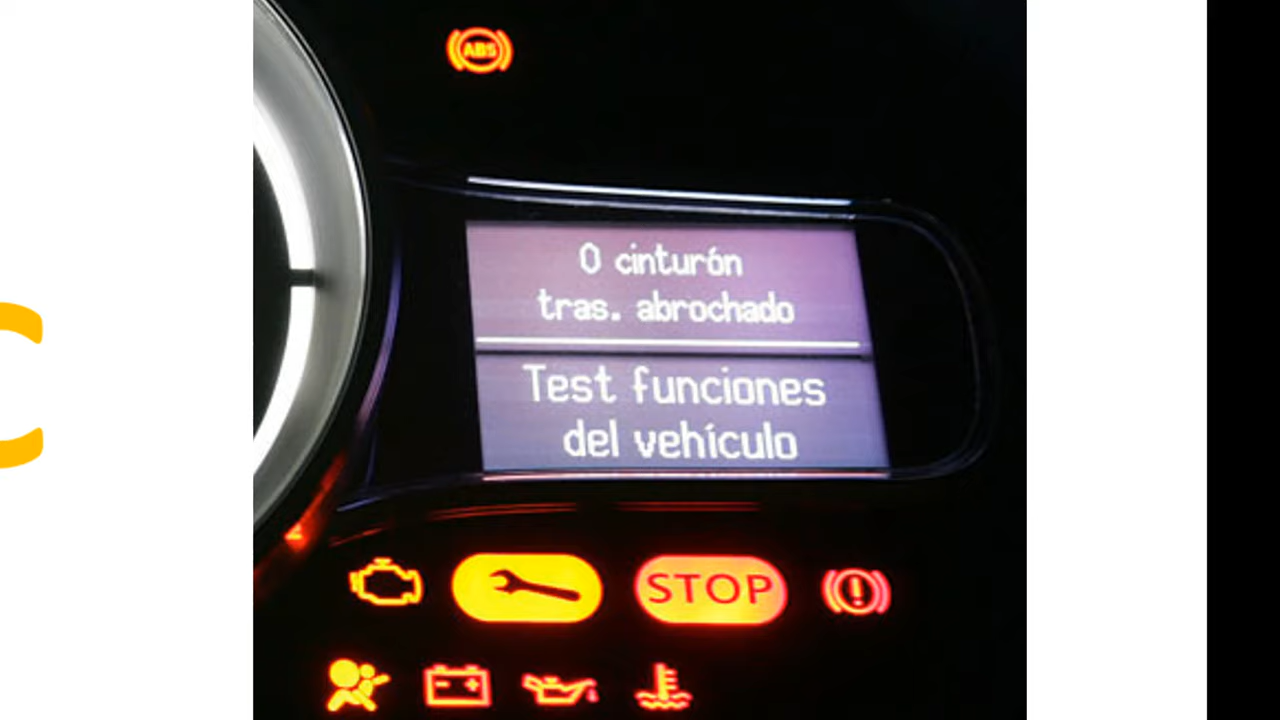 ABS
0 cinturón
tras. abrochado
Test funciones
del vehículo
STOP